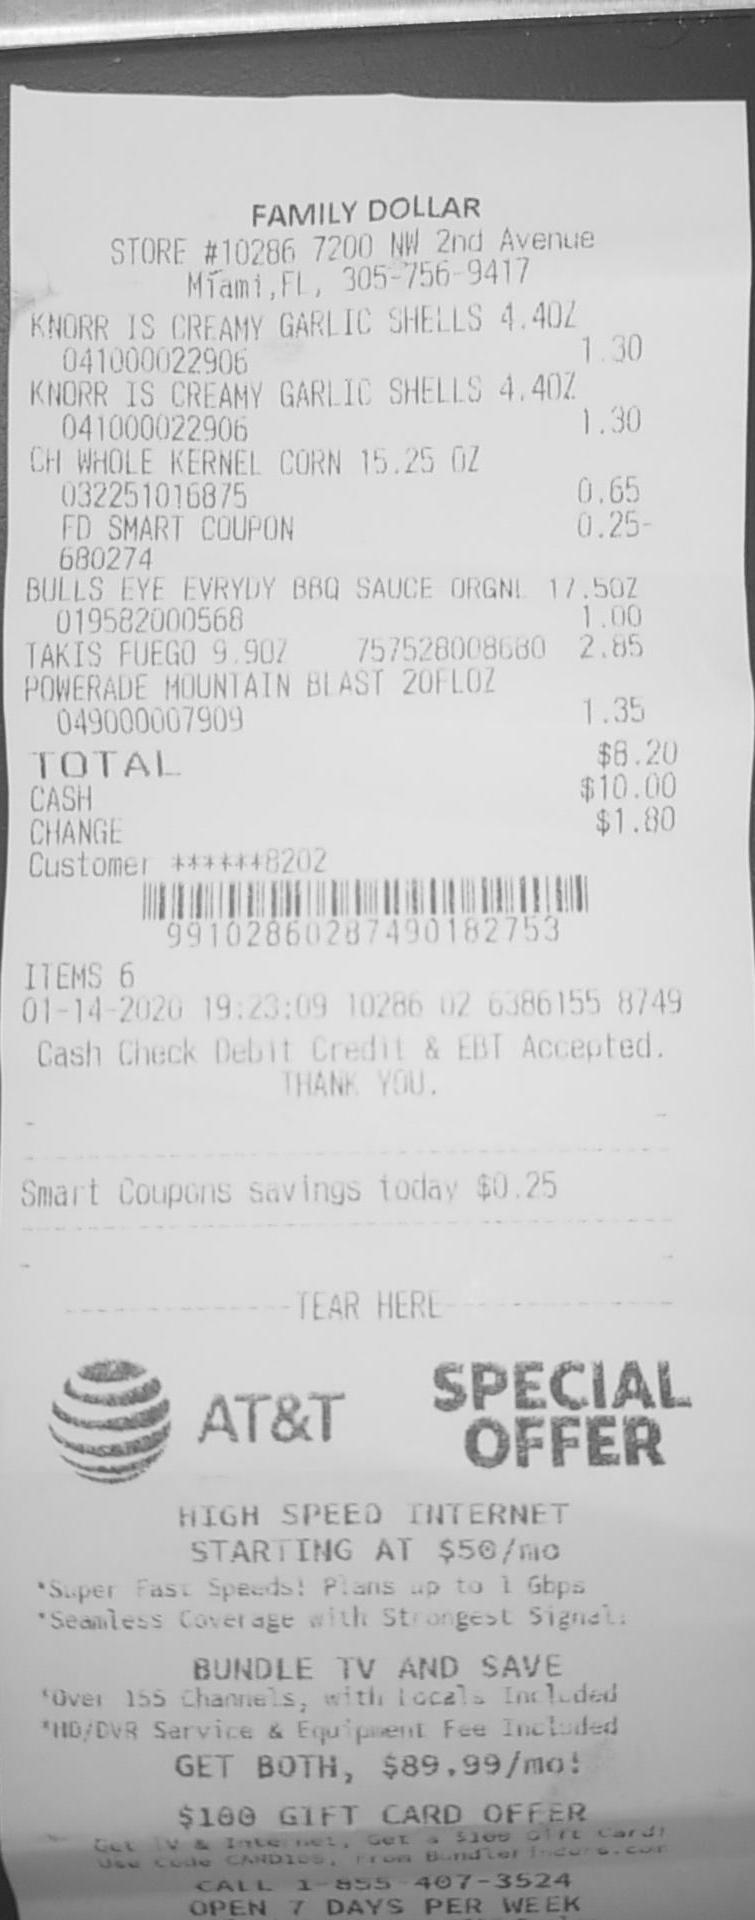 FAMILY DOLLAR
STORE #10286 7200 NW 2nd Avenue
Miami,FL, 305-756-9417
KNORR IS CREAMY GARLIC SHELLS 4.4OZ
041000022906 1.30
KNORR IS CREAMY GARLIC SHELLS 4.4OZ
041000022906 1.30
CH WHOLE KERNEL CORN 15.25 OZ
032251016875 0.65
FD SMART COUPON 0.25-
680274
BULLS EYE EVRYDY BBQ SAUCE ORGNL 17.5OZ
019582000568 1.00
TAKIS FUEGO 9.9OZ 757528008680 2.85
POWERADE MOUNTAIN BLAST 20FLOZ
049000007909 1.35
TOTAL $8.20
CASH $10.00
CHANGE $1.80
Customer ******8202
99102860287490182753
ITEMS 6
01-14-2020 19:23:09 10286 02 6386155 8749
Cash Check Debit Credit & EBT Accepted.
THANK YOU.
Smart Coupons savings today $0.25
TEAR HERE
AT&T SPECIAL OFFER
HIGH SPEED INTERNET
STARTING AT $50/mo
*Super Fast Speeds! Plans up to 1 Gbps
*Seamless Coverage with Strongest Signal.
BUNDLE TV AND SAVE
*Over 155 Channels, with Locals Included
*HD/DVR Service & Equipment Fee Included
GET BOTH, $89.99/mo!
$100 GIFT CARD OFFER
Get TV & Internet, Get a $100 Gift Card!
Use Code CARD105, From
CALL 1-855-407-3524
OPEN 7 DAYS PER WEEK